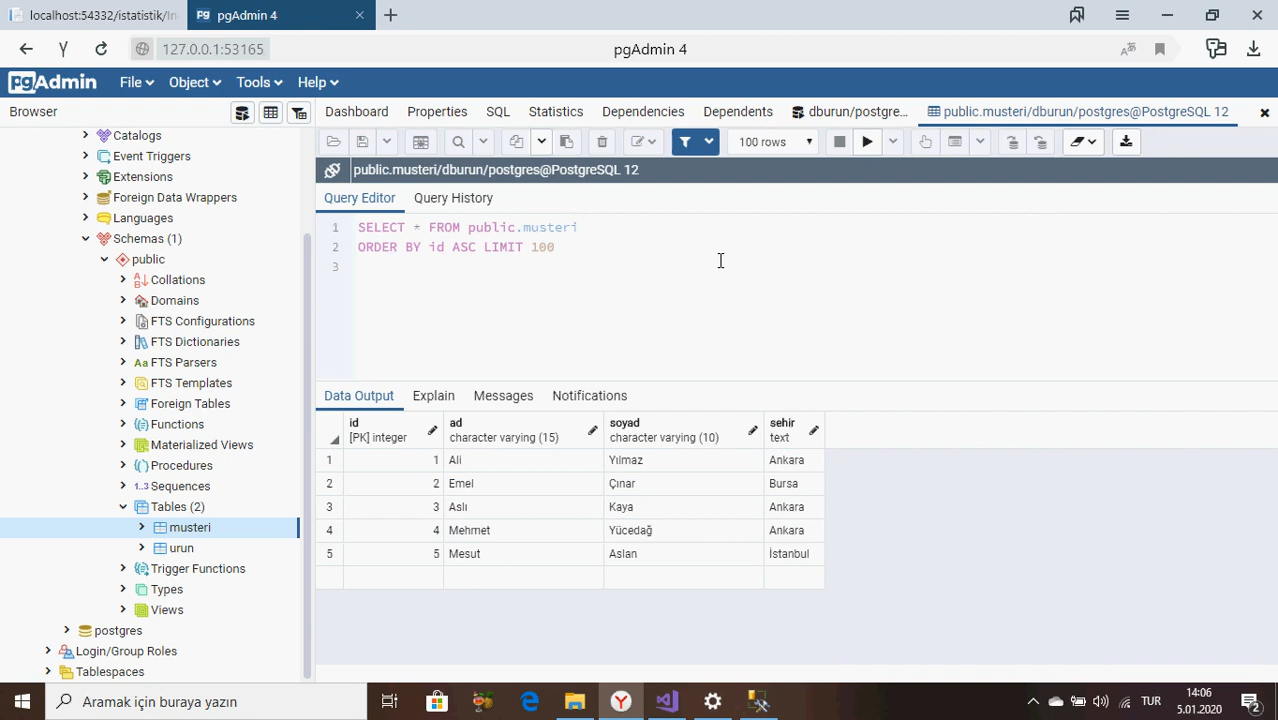 localhost:54332/istatistik/In
pgAdmin 4
127.0.0.1:53165
pgAdmin 4
pgAdmin File Object Tools Help
Browser
Dashboard Properties SQL Statistics Dependencies Dependents dburun/postgre... public.musteri/dburun/postgres@PostgreSQL 12
100 rows
public.musteri/dburun/postgres@PostgreSQL 12
Query Editor Query History
1 SELECT * FROM public.musteri
2 ORDER BY id ASC LIMIT 100
3
Catalogs
Event Triggers
Extensions
Foreign Data Wrappers
Languages
Schemas (1)
public
Collations
Domains
FTS Configurations
FTS Dictionaries
Aa FTS Parsers
FTS Templates
Foreign Tables
Functions
Materialized Views
Procedures
1..3 Sequences
Tables (2)
musteri
urun
Trigger Functions
Types
Views
postgres
Login/Group Roles
Tablespaces
Data Output Explain Messages Notifications
id ad soyad sehir
[PK] integer character varying (15) character varying (10) text
1 1 Ali Yılmaz Ankara
2 2 Emel Çınar Bursa
3 3 Aslı Kaya Ankara
4 4 Mehmet Yücedağ Ankara
5 5 Mesut Aslan İstanbul
Aramak için buraya yazın
TUR
14:06
5.01.2020
2